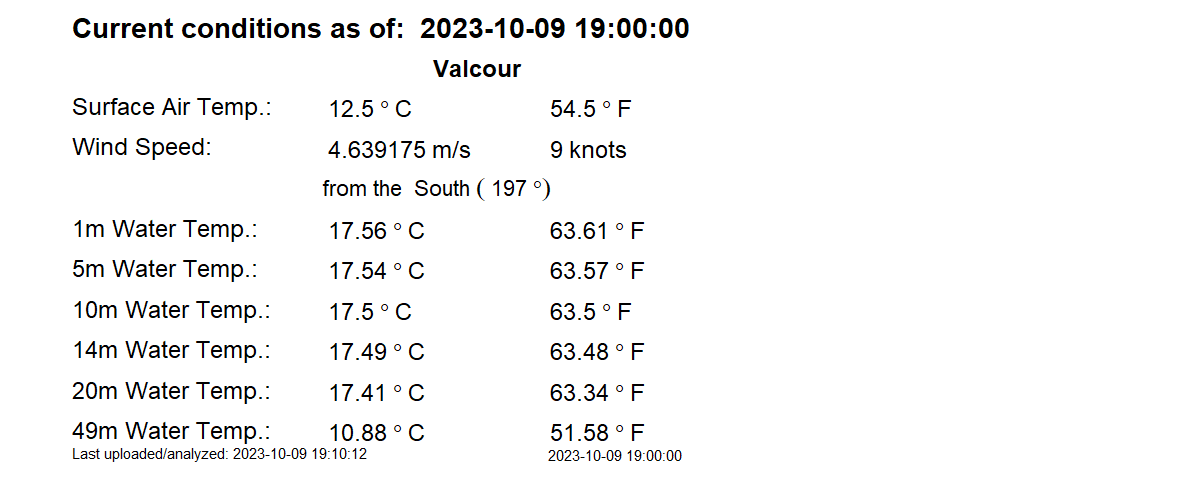 Current conditions as of: 2023-10-09 19:00:00
Valcour
Surface Air Temp.: 12.5 ° C 54.5 ° F
Wind Speed: 4.639175 m/s 9 knots
from the South ( 197 °)
1m Water Temp.: 17.56 ° C 63.61 ° F
5m Water Temp.: 17.54 ° C 63.57 ° F
10m Water Temp.: 17.5 ° C 63.5 ° F
14m Water Temp.: 17.49 ° C 63.48 ° F
20m Water Temp.: 17.41 ° C 63.34 ° F
49m Water Temp.: 10.88 ° C 51.58 ° F
Last uploaded/analyzed: 2023-10-09 19:10:12 2023-10-09 19:00:00